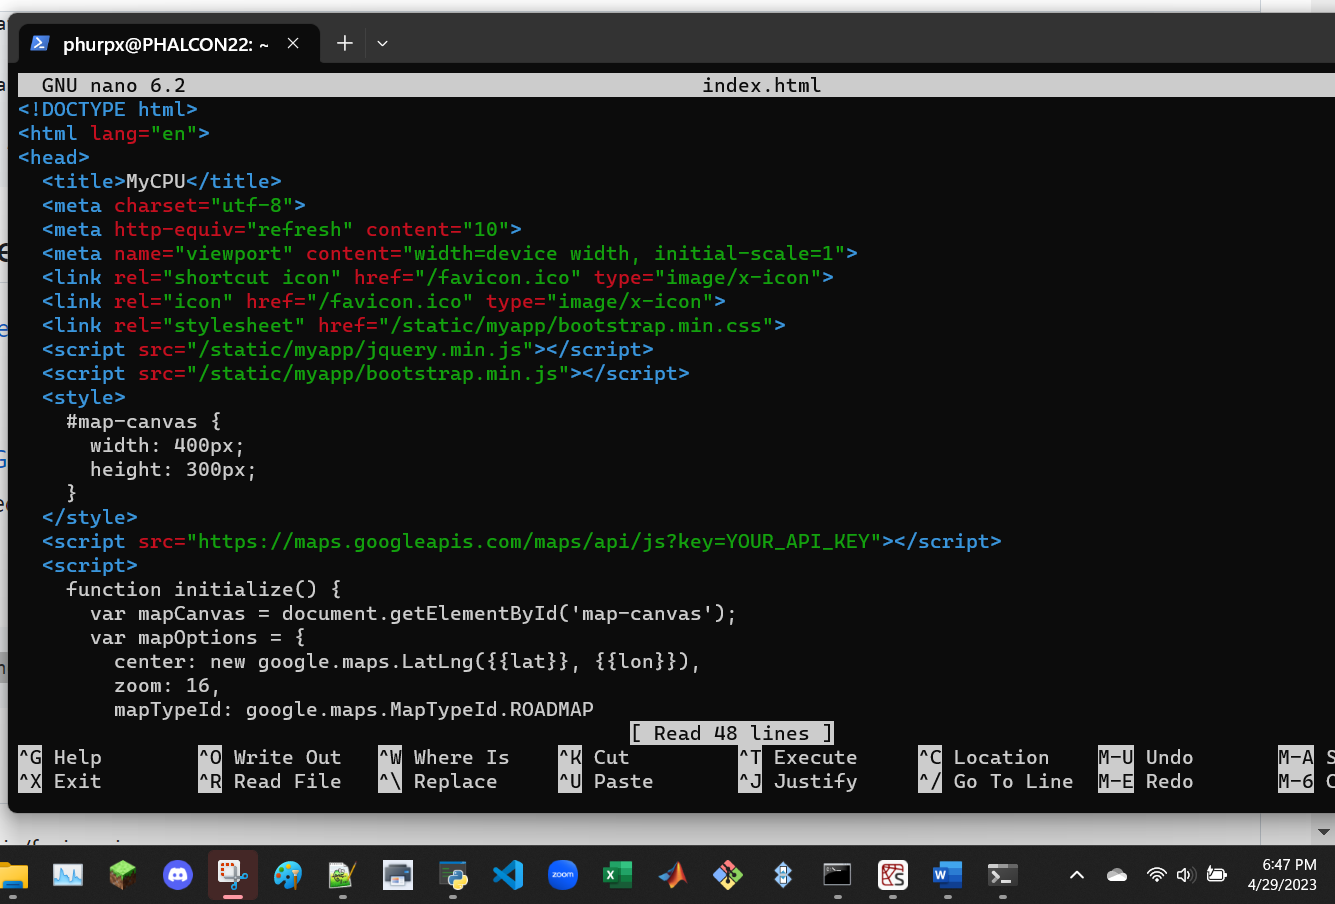 phurpx@PHALCON22: ~
GNU nano 6.2 index.html
<!DOCTYPE html>
<html lang="en">
<head>
  <title>MyCPU</title>
  <meta charset="utf-8">
  <meta http-equiv="refresh" content="10">
  <meta name="viewport" content="width=device width, initial-scale=1">
  <link rel="shortcut icon" href="/favicon.ico" type="image/x-icon">
  <link rel="icon" href="/favicon.ico" type="image/x-icon">
  <link rel="stylesheet" href="/static/myapp/bootstrap.min.css">
  <script src="/static/myapp/jquery.min.js"></script>
  <script src="/static/myapp/bootstrap.min.js"></script>
  <style>
    #map-canvas {
      width: 400px;
      height: 300px;
    }
  </style>
  <script src="https://maps.googleapis.com/maps/api/js?key=YOUR_API_KEY"></script>
  <script>
    function initialize() {
      var mapCanvas = document.getElementById('map-canvas');
      var mapOptions = {
        center: new google.maps.LatLng({{lat}}, {{lon}}),
        zoom: 16,
        mapTypeId: google.maps.MapTypeId.ROADMAP
[ Read 48 lines ]
^G Help ^O Write Out ^W Where Is ^K Cut ^T Execute ^C Location M-U Undo M-A S
^X Exit ^R Read File ^\ Replace ^U Paste ^J Justify ^/ Go To Line M-E Redo M-6 C
zoom
6:47 PM
4/29/2023